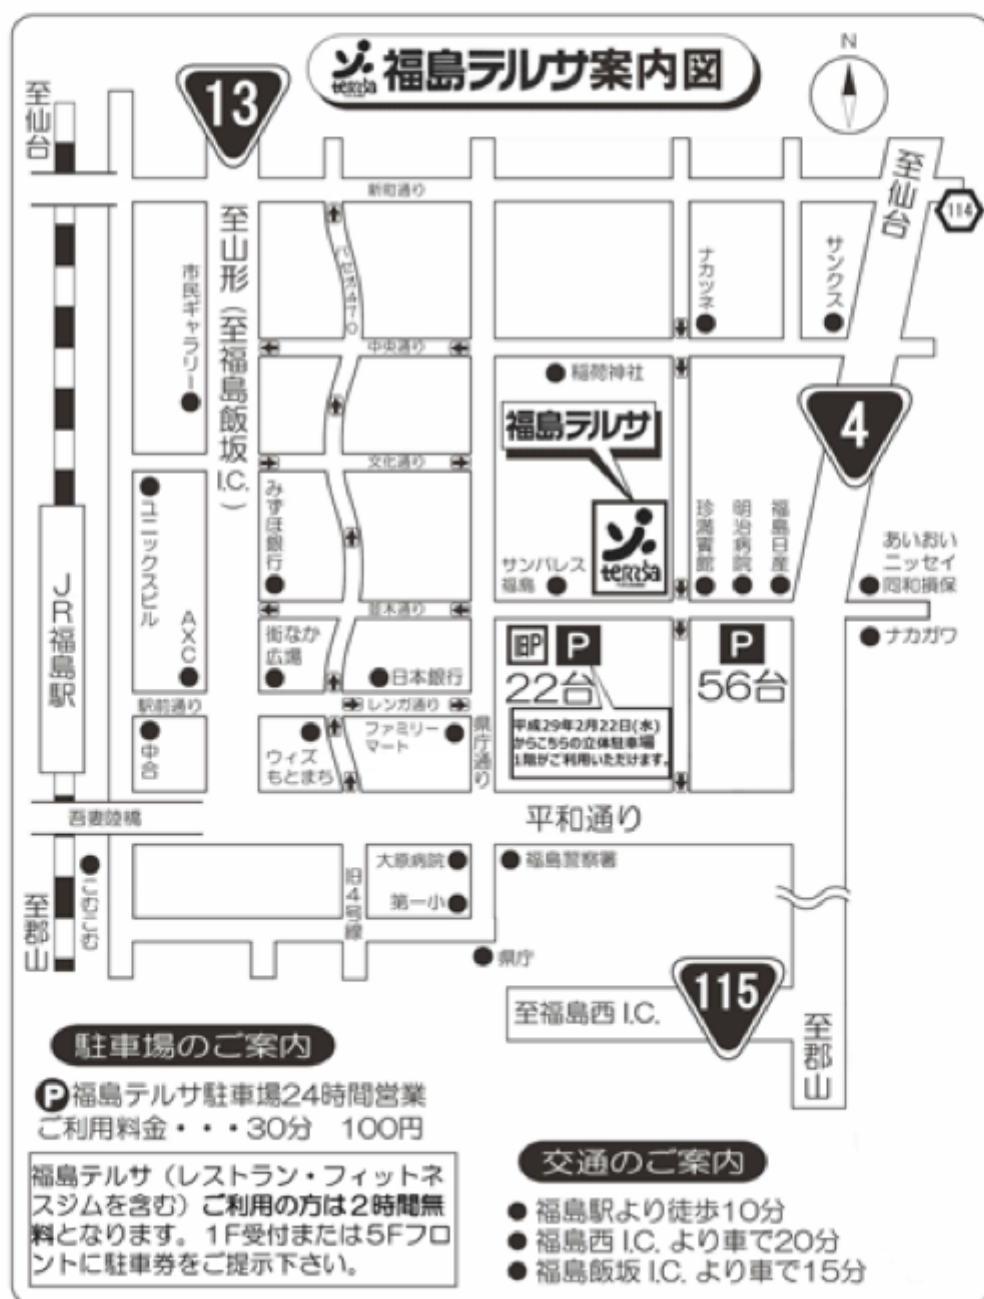 terrsa
福島テルサ案内図
N
13
至仙台
至仙台
114
新町通り
至山形(至福島飯坂I.C.)
市民ギャラリー
パセオ470
ナカツネ
サンクス
中央通り
稲荷神社
福島テルサ
4
文化通り
ユニックスビル
みずほ銀行
サンパレス
福島
terrsa
珍満賓館
明治病院
福島日産
あいおい
ニッセイ
同和損保
JR福島駅
並木通り
AXC
街なか
広場
日本銀行
旧P
P
22台
P
56台
ナカガワ
駅前通り
レンガ通り
中合
ウィズ
もとまち
ファミリー
マート
県庁通り
平成29年2月22日(水)
からこちらの立体駐車場
1階がご利用いただけます。
吾妻陸橋
平和通り
こむこむ
旧4号線
大原病院
第一小
福島警察署
至郡山
県庁
115
至福島西I.C.
至郡山
駐車場のご案内
P福島テルサ駐車場24時間営業
ご利用料金・・・30分 100円
福島テルサ(レストラン・フィットネ
スジムを含む)ご利用の方は2時間無
料となります。1F受付または5Fフロ
ントに駐車券をご提示下さい。
交通のご案内
● 福島駅より徒歩10分
● 福島西I.C.より車で20分
● 福島飯坂I.C.より車で15分